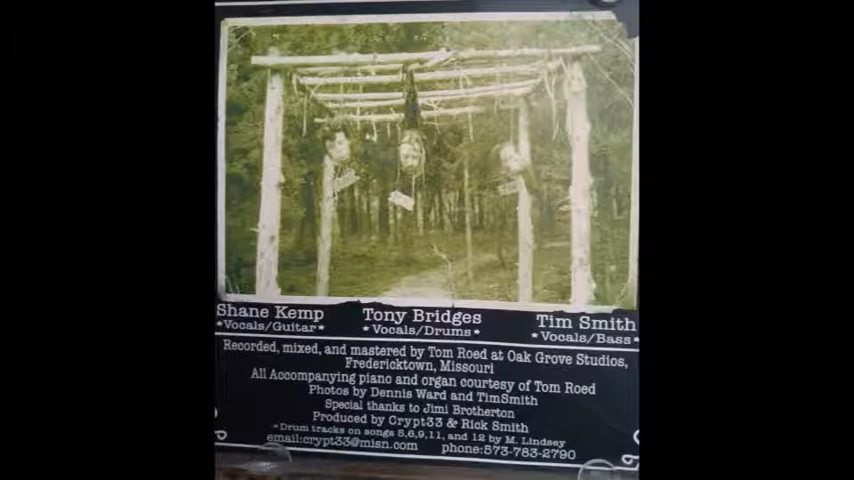 Shane Kemp
★Vocals/Guitar★
Tony Bridges
★Vocals/Drums★
Tim Smith
★Vocals/Bass★
Recorded, mixed, and mastered by Tom Roed at Oak Grove Studios,
Fredericktown, Missouri
All Accompanying piano and organ courtesy of Tom Roed
Photos by Dennis Ward and TimSmith
Special thanks to Jimi Brotherton
Produced by Crypt33 & Rick Smith
★Drum tracks on songs 5,6,9,11, and 12 by M. Lindsey
email:crypt33@misn.com
phone:573-783-2790